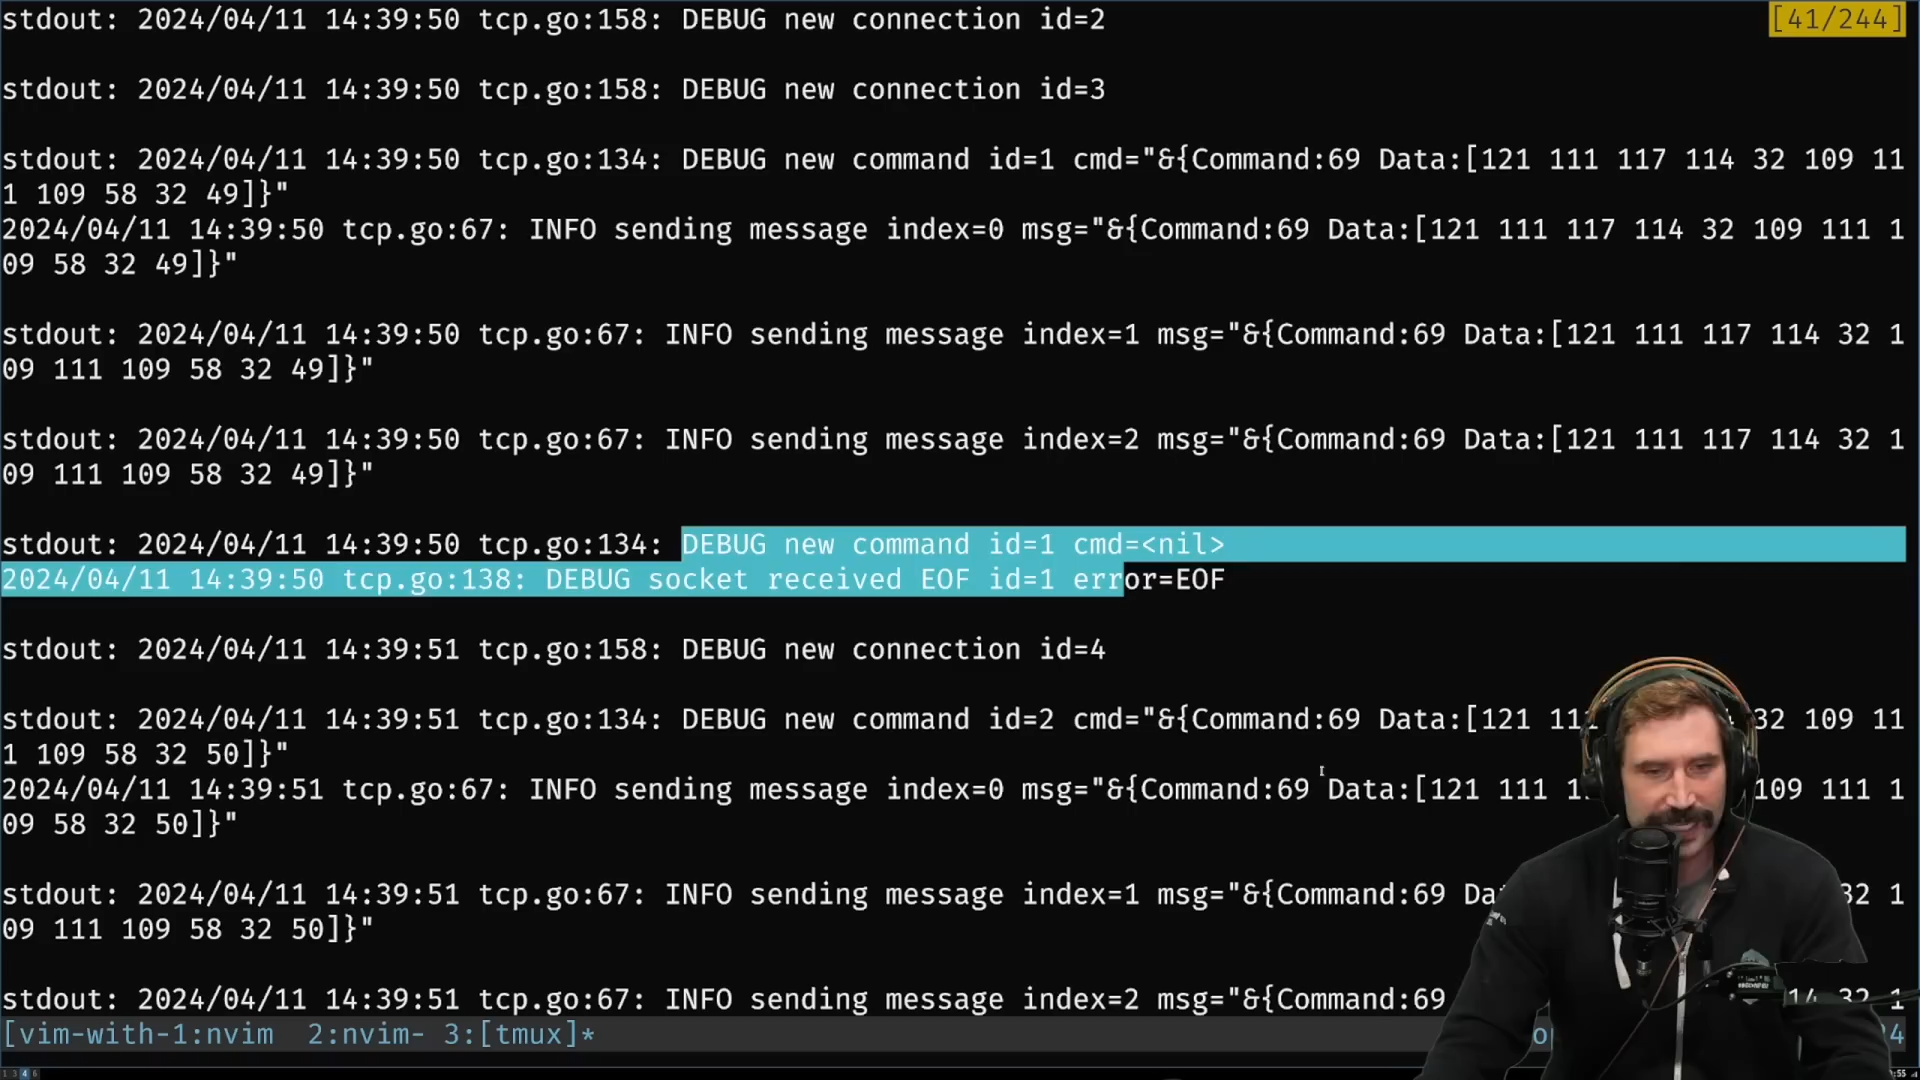 stdout: 2024/04/11 14:39:50 tcp.go:158: DEBUG new connection id=2
[41/244]
stdout: 2024/04/11 14:39:50 tcp.go:158: DEBUG new connection id=3
stdout: 2024/04/11 14:39:50 tcp.go:134: DEBUG new command id=1 cmd="&{Command:69 Data:[121 111 117 114 32 109 11
1 109 58 32 49]}"
2024/04/11 14:39:50 tcp.go:67: INFO sending message index=0 msg="&{Command:69 Data:[121 111 117 114 32 109 111 1
09 58 32 49]}"
stdout: 2024/04/11 14:39:50 tcp.go:67: INFO sending message index=1 msg="&{Command:69 Data:[121 111 117 114 32 1
09 111 109 58 32 49]}"
stdout: 2024/04/11 14:39:50 tcp.go:67: INFO sending message index=2 msg="&{Command:69 Data:[121 111 117 114 32 1
09 111 109 58 32 49]}"
stdout: 2024/04/11 14:39:50 tcp.go:134: DEBUG new command id=1 cmd=<nil>
2024/04/11 14:39:50 tcp.go:138: DEBUG socket received EOF id=1 error=EOF
stdout: 2024/04/11 14:39:51 tcp.go:158: DEBUG new connection id=4
stdout: 2024/04/11 14:39:51 tcp.go:134: DEBUG new command id=2 cmd="&{Command:69 Data:[121 32 109 11
1 109 58 32 50]}"
2024/04/11 14:39:51 tcp.go:67: INFO sending message index=0 msg="&{Command:69 Data:[121 111 109 111 1
09 58 32 50]}"
stdout: 2024/04/11 14:39:51 tcp.go:67: INFO sending message index=1 msg="&{Command:69 32 1
09 111 109 58 32 50]}"
stdout: 2024/04/11 14:39:51 tcp.go:67: INFO sending message index=2 msg="&{Command:69 32 1
[vim-with-1:nvim 2:nvim- 3:[tmux]*